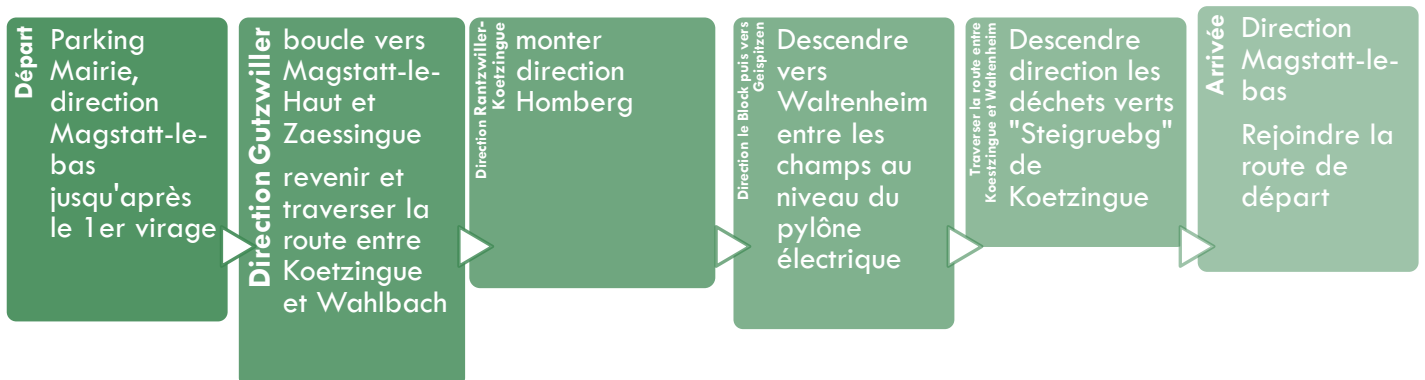 Départ
Parking
Mairie,
direction
Magstatt-le-
bas
jusqu'après
le 1er virage
Direction Gutzwiller
boucle vers
Magstatt-le-
Haut et
Zaessingue
revenir et
traverser la
route entre
Koetzingue
et Wahlbach
Direction Rantzwiller-
Koetzingue
monter
direction
Homberg
Direction le Block puis vers
Geispitzen
Descendre
vers
Waltenheim
entre les
champs au
niveau du
pylône
électrique
Traverser la route entre
Koestzingue et Waltenheim
Descendre
direction les
déchets verts
"Steigruebg"
de
Koetzingue
Arrivée
Direction
Magstatt-le-
bas
Rejoindre la
route de
départ